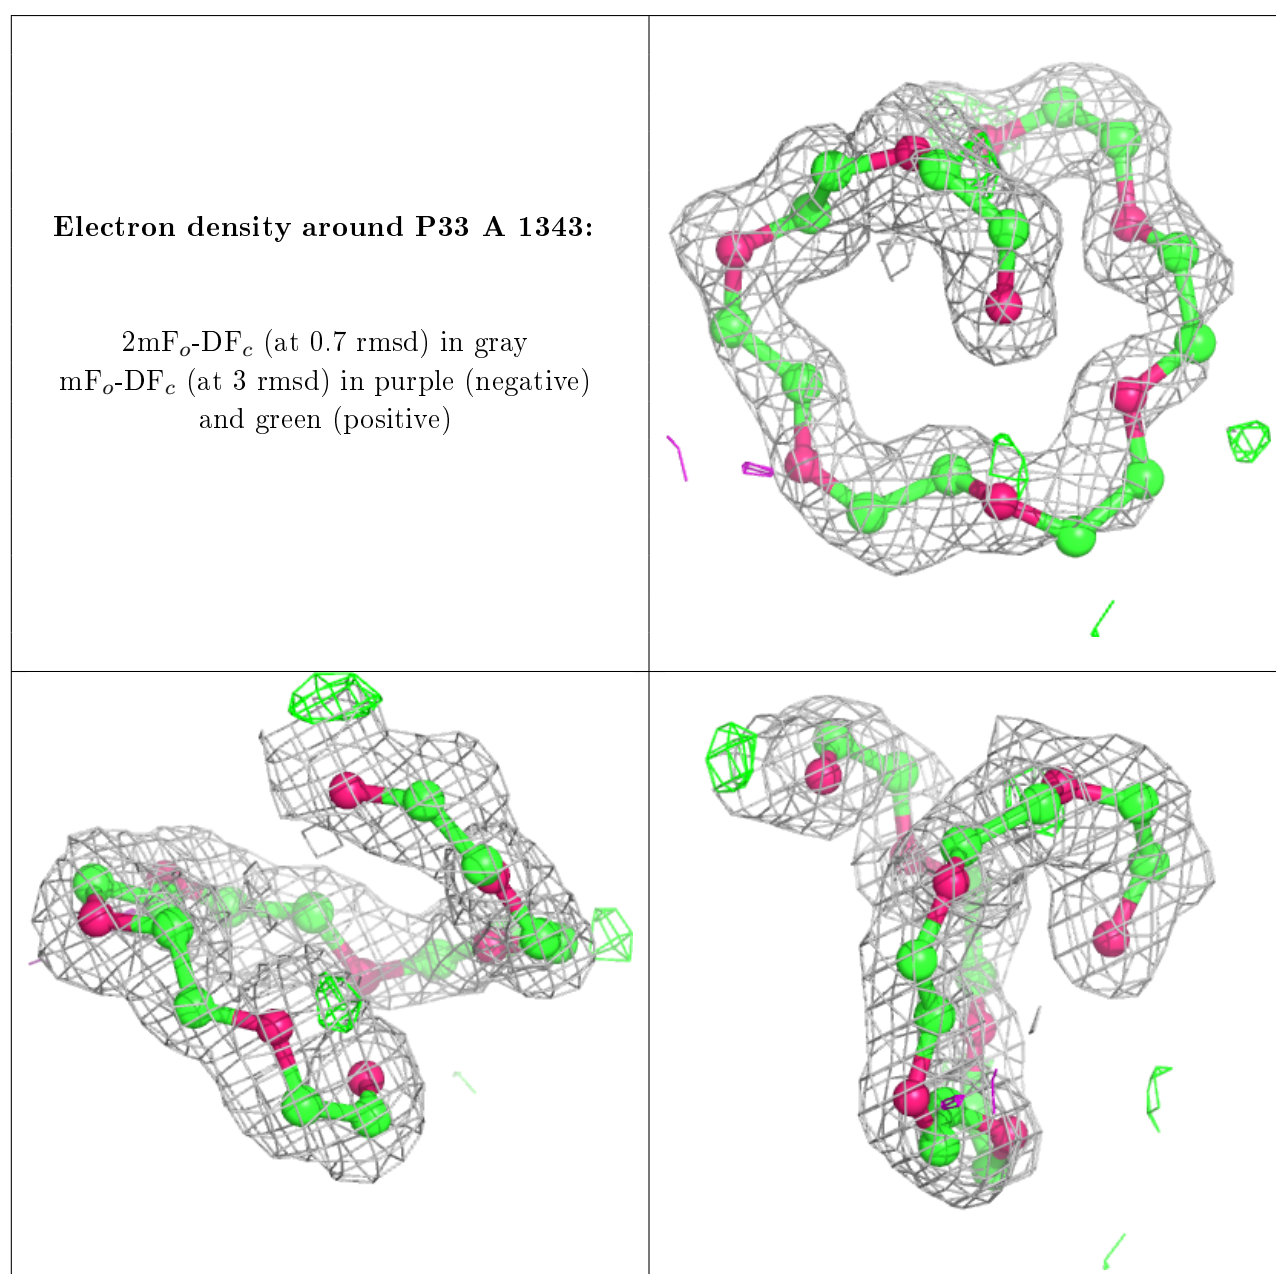 Electron density around P33 A 1343:
2mFo-DFc (at 0.7 rmsd) in gray
mFo-DFc (at 3 rmsd) in purple (negative)
and green (positive)